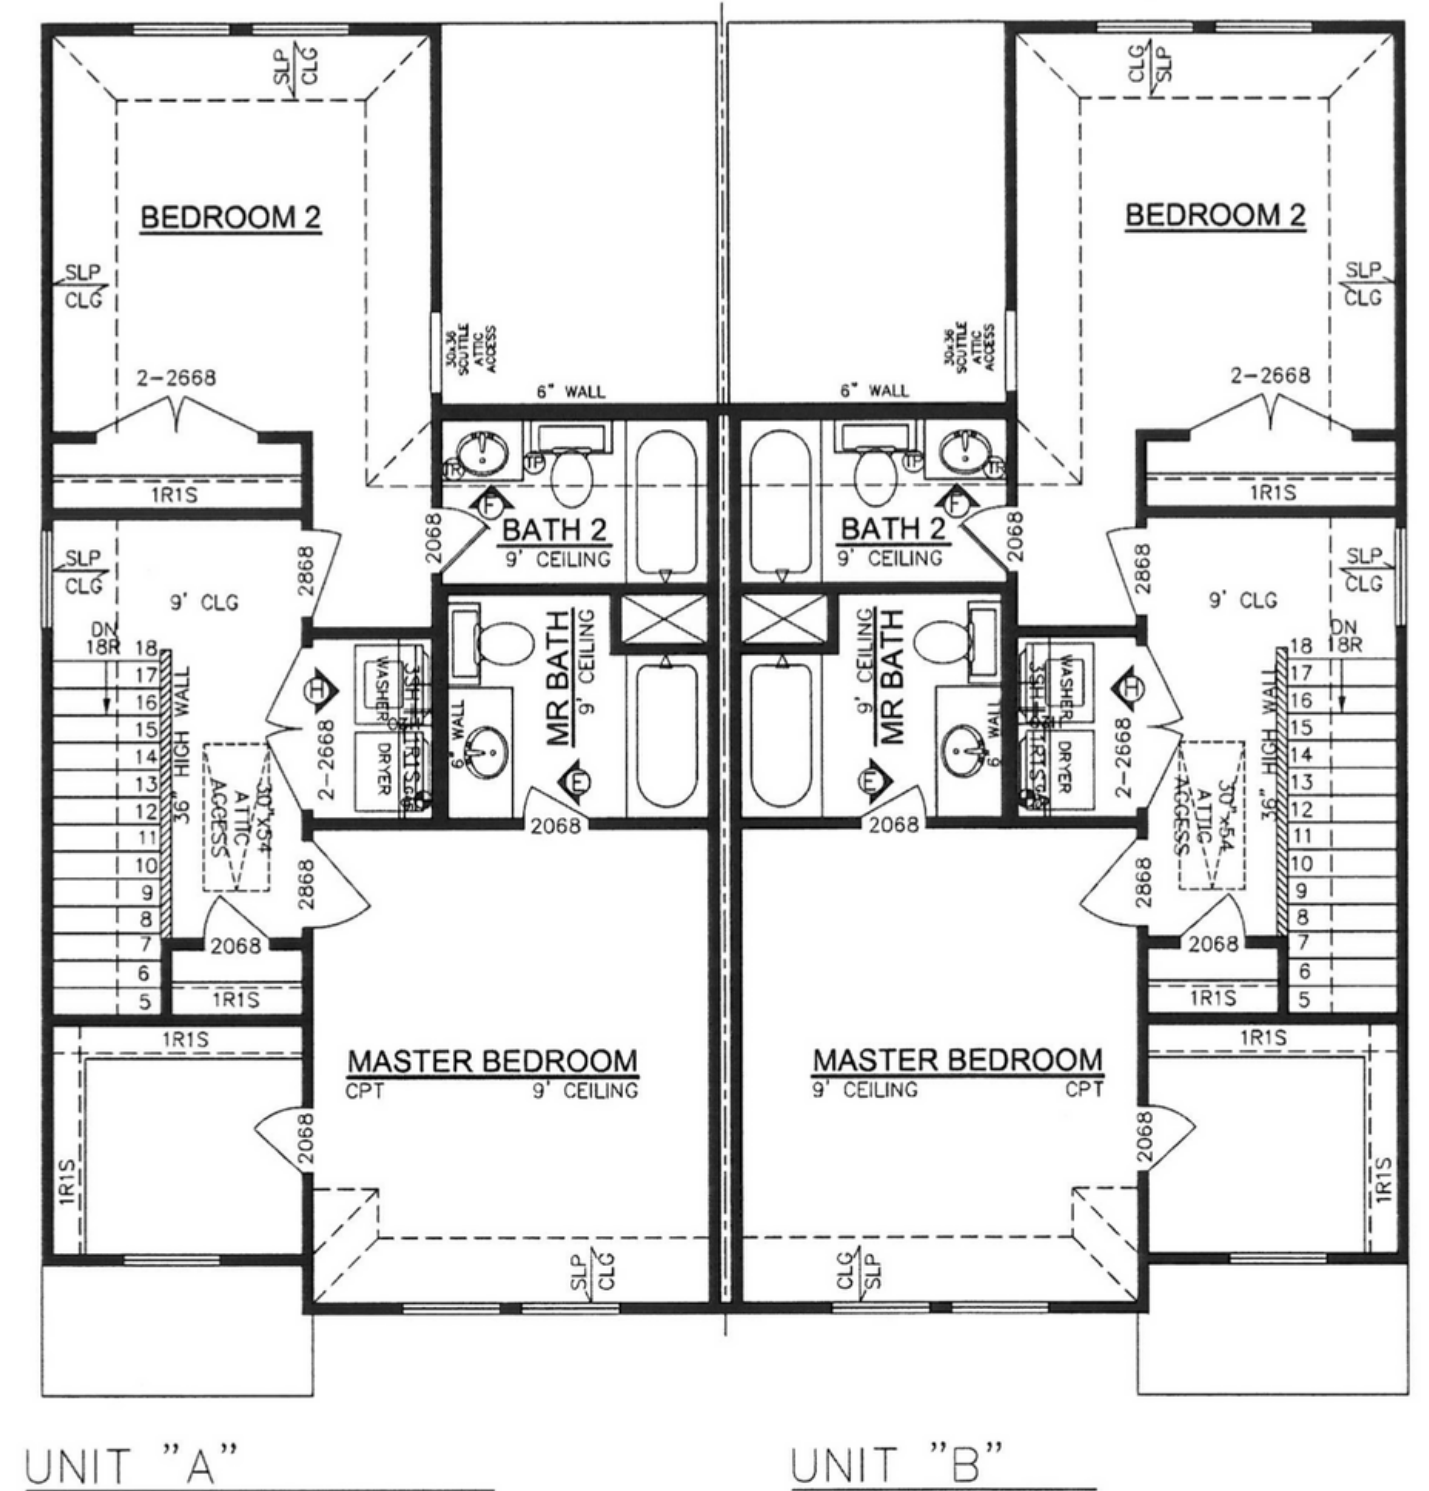 SLP
CLG
CLG
SLP
BEDROOM 2
BEDROOM 2
SLP
CLG
SLP
CLG
30x36
SCUTTLE
ATTIC
ACCESS
30x36
SCUTTLE
ATTIC
ACCESS
2-2668
6" WALL
6" WALL
2-2668
TR
TP
TP
TR
1R1S
1R1S
F
F
2068
BATH 2
9' CEILING
BATH 2
9' CEILING
2068
SLP
CLG
2868
2868
SLP
CLG
9' CLG
9' CLG
DN
18R
DN
18R
18
17
16
15
14
13
12
11
10
9
8
7
6
5
36" HIGH WALL
30"x54
ATTIC
ACCESS
H
2-2668
WASHER
DRYER
6" WALL
MR BATH
9' CEILING
E
2068
9' CEILING
MR BATH
E
2068
6" WALL
WASHER
DRYER
H
2-2668
30"x54
ATTIC
ACCESS
36" HIGH WALL
18
17
16
15
14
13
12
11
10
9
8
7
6
5
2868
2868
2068
2068
1R1S
1R1S
1R1S
1R1S
MASTER BEDROOM
CPT 9' CEILING
MASTER BEDROOM
9' CEILING CPT
2068
2068
1R1S
1R1S
SLP
CLG
CLG
SLP
UNIT "A"
UNIT "B"